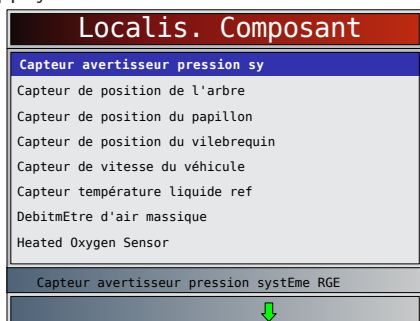 Localis. Composant
Capteur avertisseur pression sy
Capteur de position de l'arbre
Capteur de position du papillon
Capteur de position du vilebrequin
Capteur de vitesse du véhicule
Capteur température liquide ref
DebitmEtre d'air massique
Heated Oxygen Sensor
Capteur avertisseur pression systEme RGE